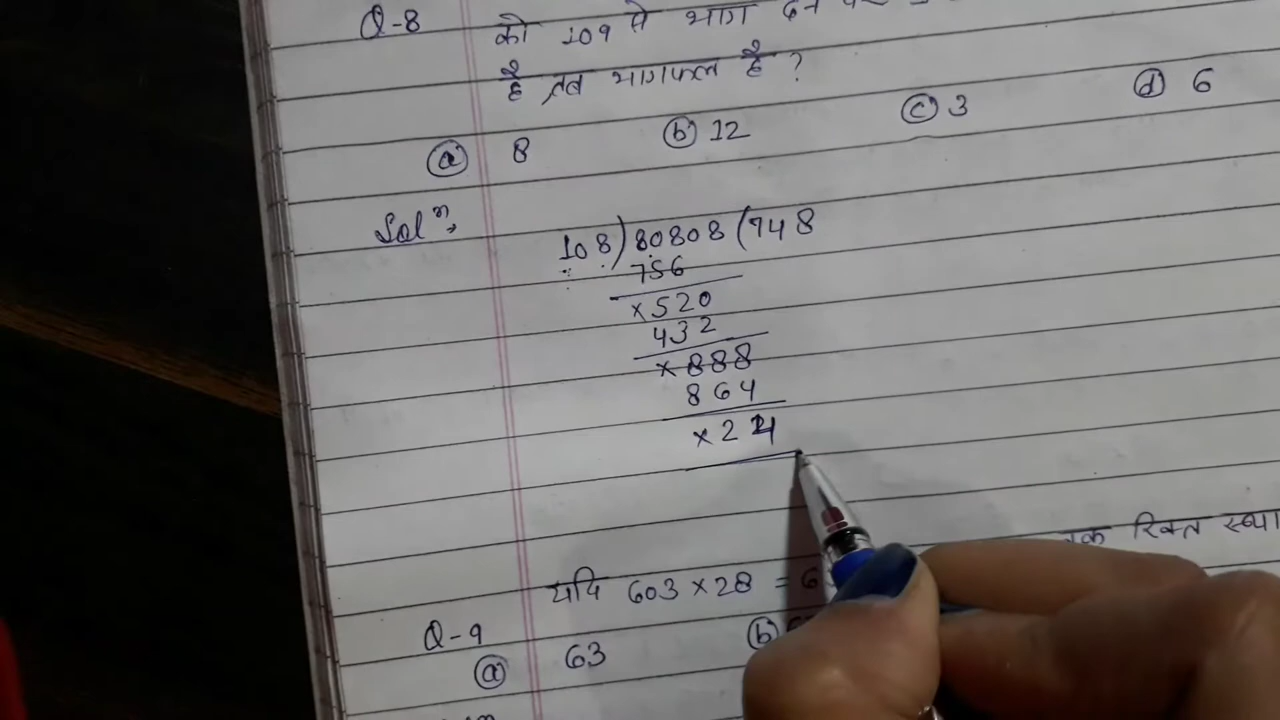 Q-8 को 109 से भाग
है तब भागफल है ?
(a) 8 (b) 12 (c) 3 (d) 6
Solⁿ,
108) 80808 (748
756
×520
432
×888
864
×24
रिक्त
Q-9 यदि 603 × 28 = 6
(a) 63 (b)